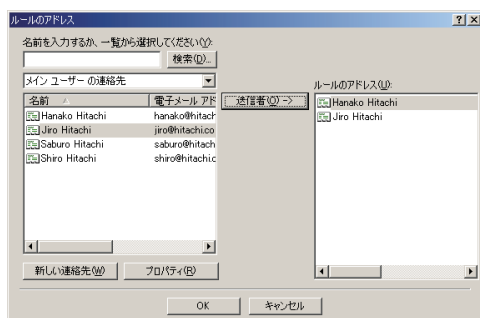 ルールのアドレス
名前を入力するか、一覧から選択してください(Y):
検索(D)...
メイン ユーザー の連絡先
名前
電子メール アド
Hanako Hitachi
hanako@hitach
Jiro Hitachi
jiro@hitachi.co
Saburo Hitachi
saburo@hitach
Shiro Hitachi
shiro@hitachi.c
新しい連絡先(W)
プロパティ(R)
送信者(O) ->
ルールのアドレス(L):
Hanako Hitachi
Jiro Hitachi
OK
キャンセル